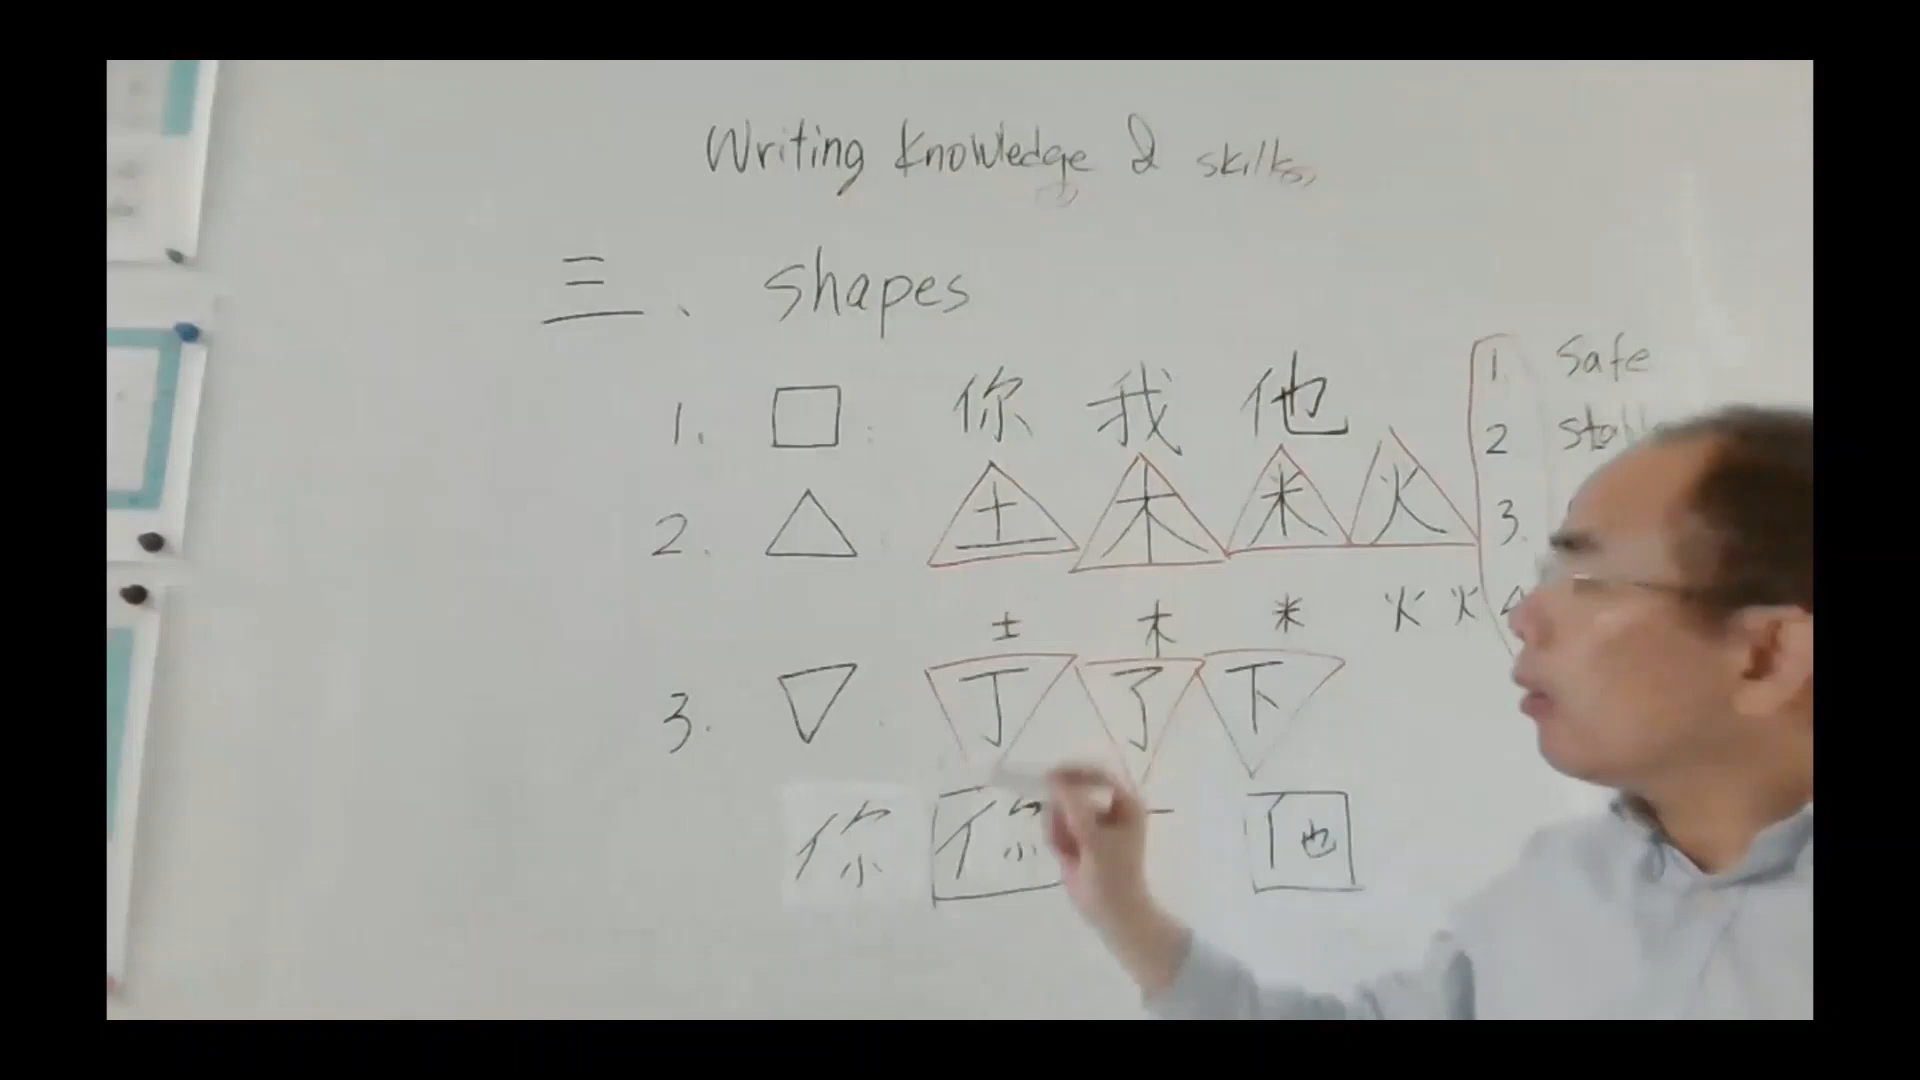 Writing Knowledge & skills,
三、 shapes
1. □: 你 我 他
2. △: 土 木 米 火
土 木 米 火 火
3. ▽: 丁 了 下
你 你 他
1. Safe
2
3.